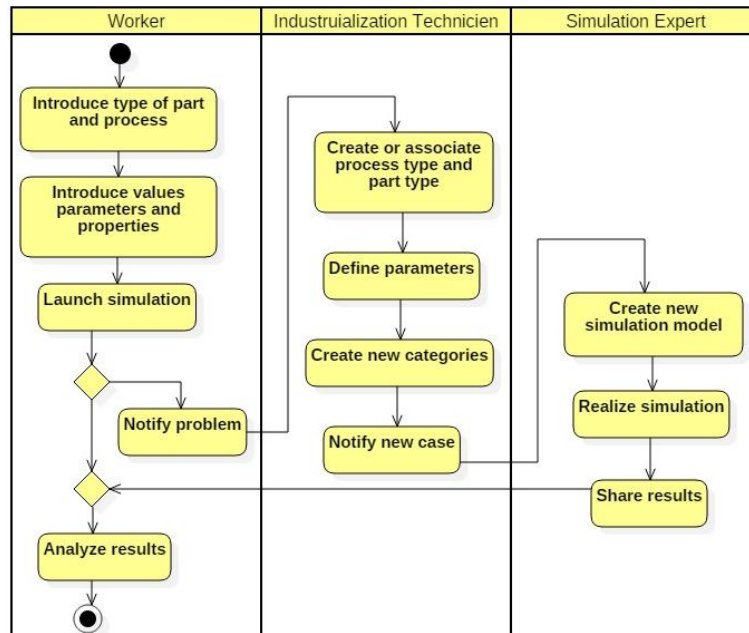 Worker
Industruialization Technicien
Simulation Expert
Introduce type of part
and process
Introduce values
parameters and
properties
Launch simulation
Notify problem
Analyze results
Create or associate
process type and
part type
Define parameters
Create new categories
Notify new case
Create new
simulation model
Realize simulation
Share results